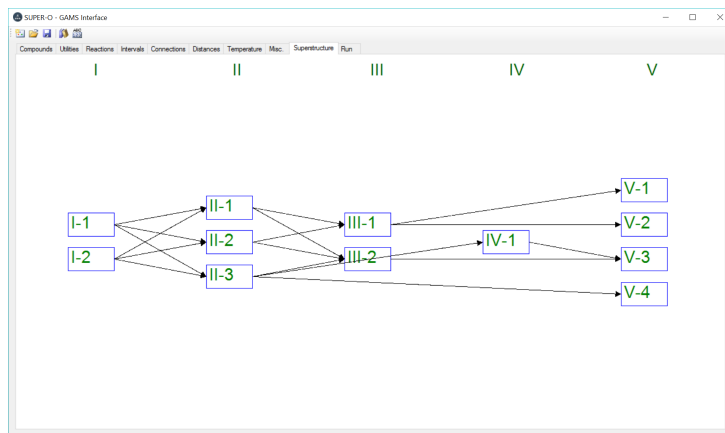 SUPER-O - GAMS Interface
Compounds Utilities Reactions Intervals Connections Distances Temperature Misc. Superstructure Run
I II III IV V
V-1
II-1
I-1 III-1 V-2
II-2 IV-1
I-2 III-2 V-3
II-3
V-4